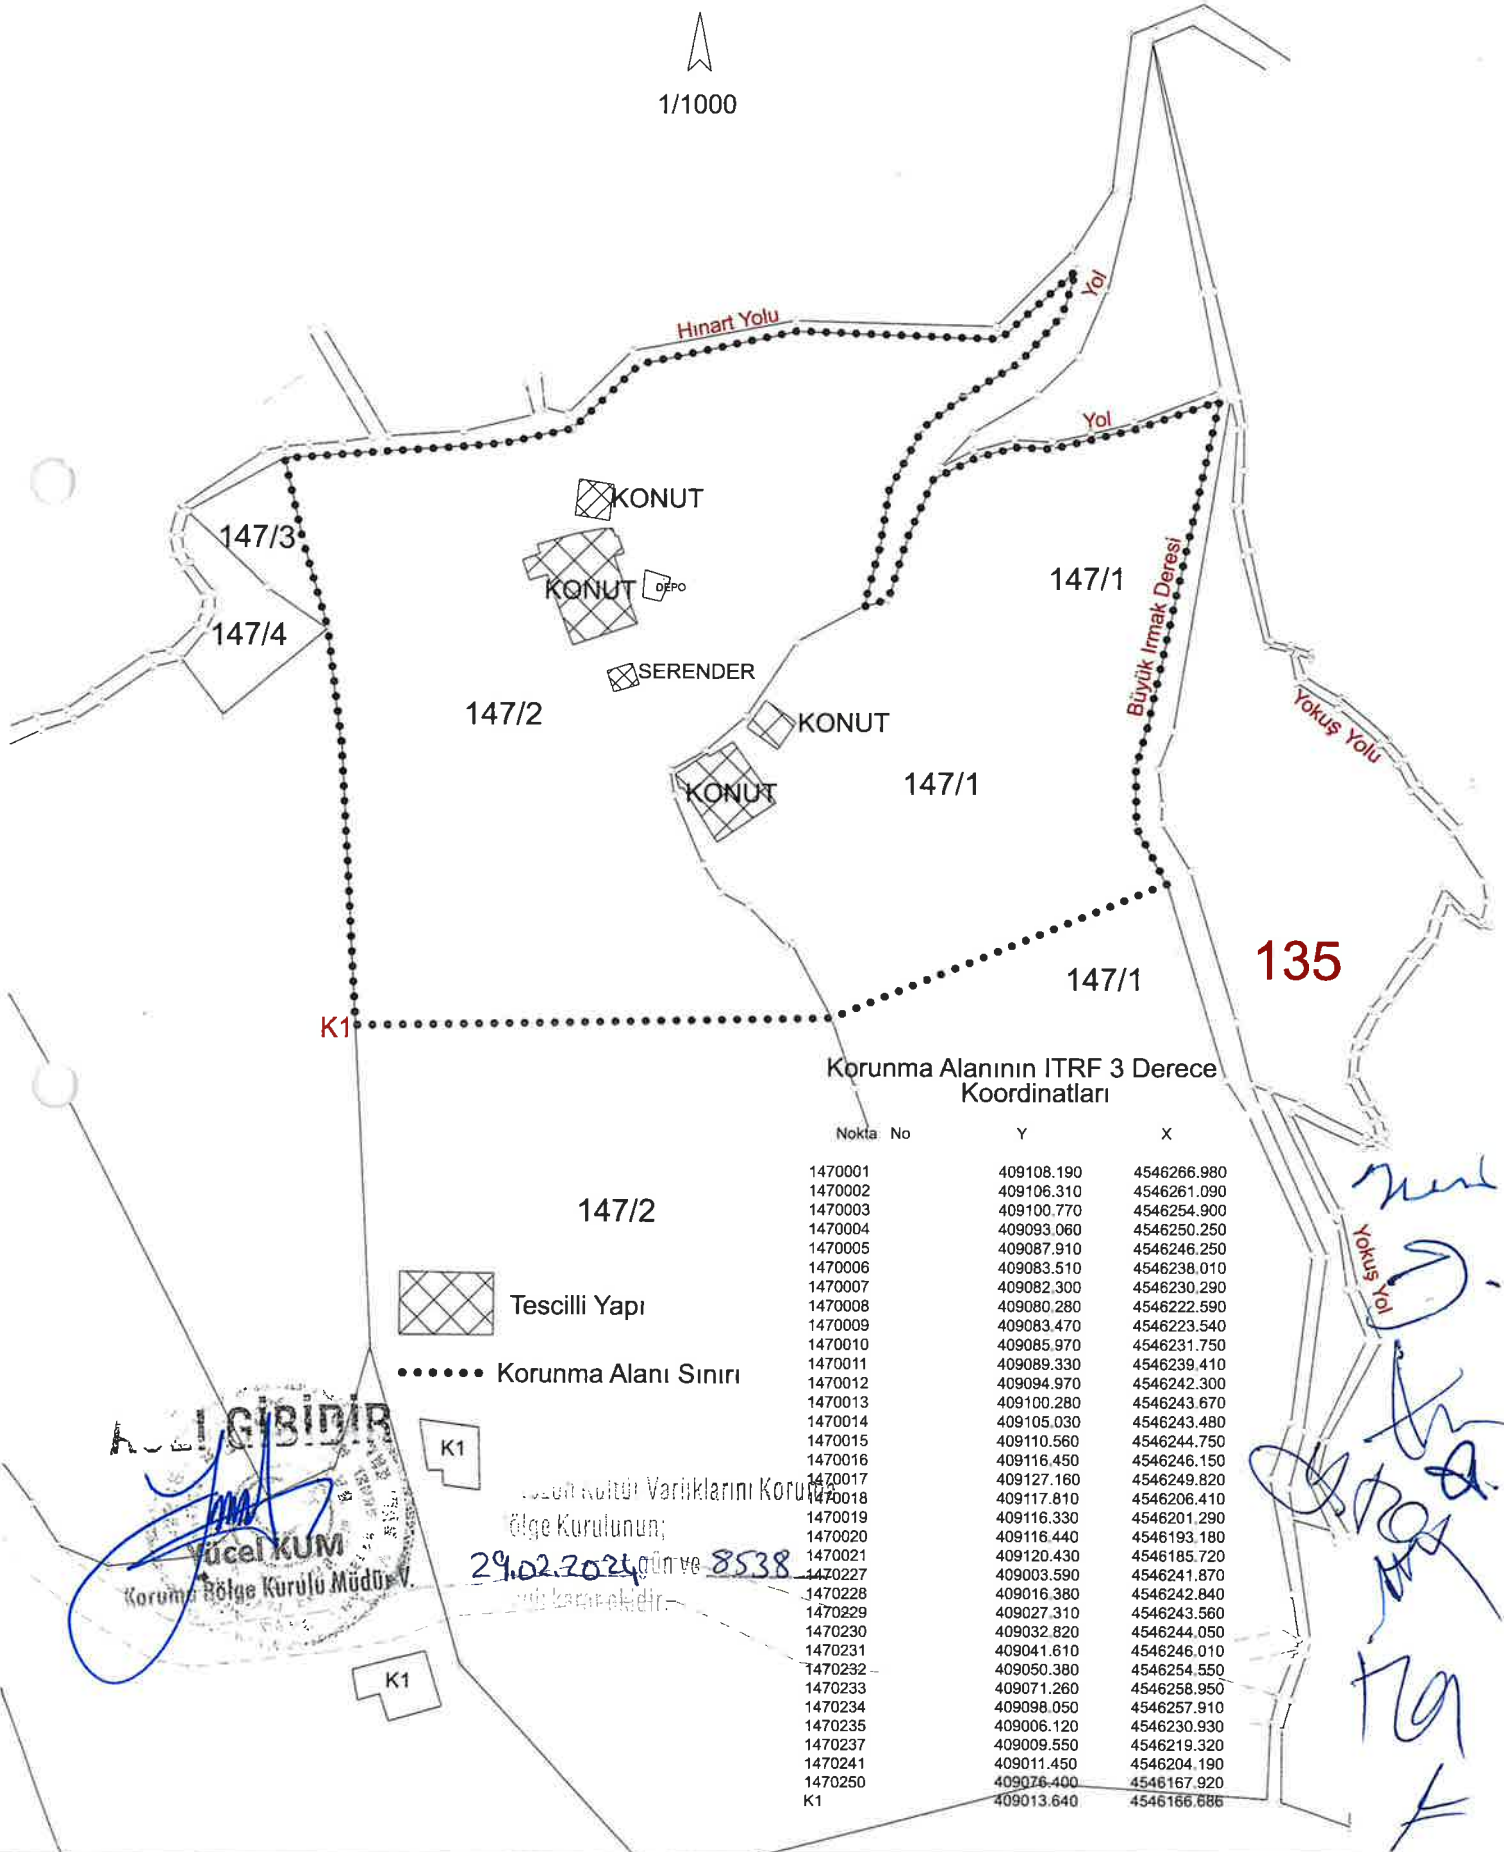 1/1000
Hınart Yolu
Yol
Yol
KONUT
147/3
KONUT
DEPO
147/1
Büyük Irmak Deresi
147/4
SERENDER
147/2
KONUT
Yokuş Yolu
KONUT
147/1
135
147/1
K1
Korunma Alanının ITRF 3 Derece
Koordinatları
Nokta No Y X
1470001 409108.190 4546266.980
1470002 409106.310 4546261.090
1470003 409100.770 4546254.900
1470004 409093.060 4546250.250
1470005 409087.910 4546246.250
1470006 409083.510 4546238.010
1470007 409082.300 4546230.290
1470008 409080.280 4546222.590
1470009 409083.470 4546223.540
1470010 409085.970 4546231.750
1470011 409089.330 4546239.410
1470012 409094.970 4546242.300
1470013 409100.280 4546243.670
1470014 409105.030 4546243.480
1470015 409110.560 4546244.750
1470016 409116.450 4546246.150
1470017 409127.160 4546249.820
1470018 409117.810 4546206.410
1470019 409116.330 4546201.290
1470020 409116.440 4546193.180
1470021 409120.430 4546185.720
1470227 409003.590 4546241.870
1470228 409016.380 4546242.840
1470229 409027.310 4546243.560
1470230 409032.820 4546244.050
1470231 409041.610 4546246.010
1470232 409050.380 4546254.550
1470233 409071.260 4546258.950
1470234 409098.050 4546257.910
1470235 409006.120 4546230.930
1470237 409009.550 4546219.320
1470241 409011.450 4546204.190
1470250 409076.400 4546167.920
K1 409013.640 4546166.686
147/2
Yokuş Yol
Tescilli Yapı
Korunma Alanı Sınırı
GİBİDİR
K1
Kültür Varlıklarını Koruma
ölge Kurulunun;
29.02.2024 gün ve 8538
Yücel KUM
Koruma Bölge Kurulu Müdür V.
K1